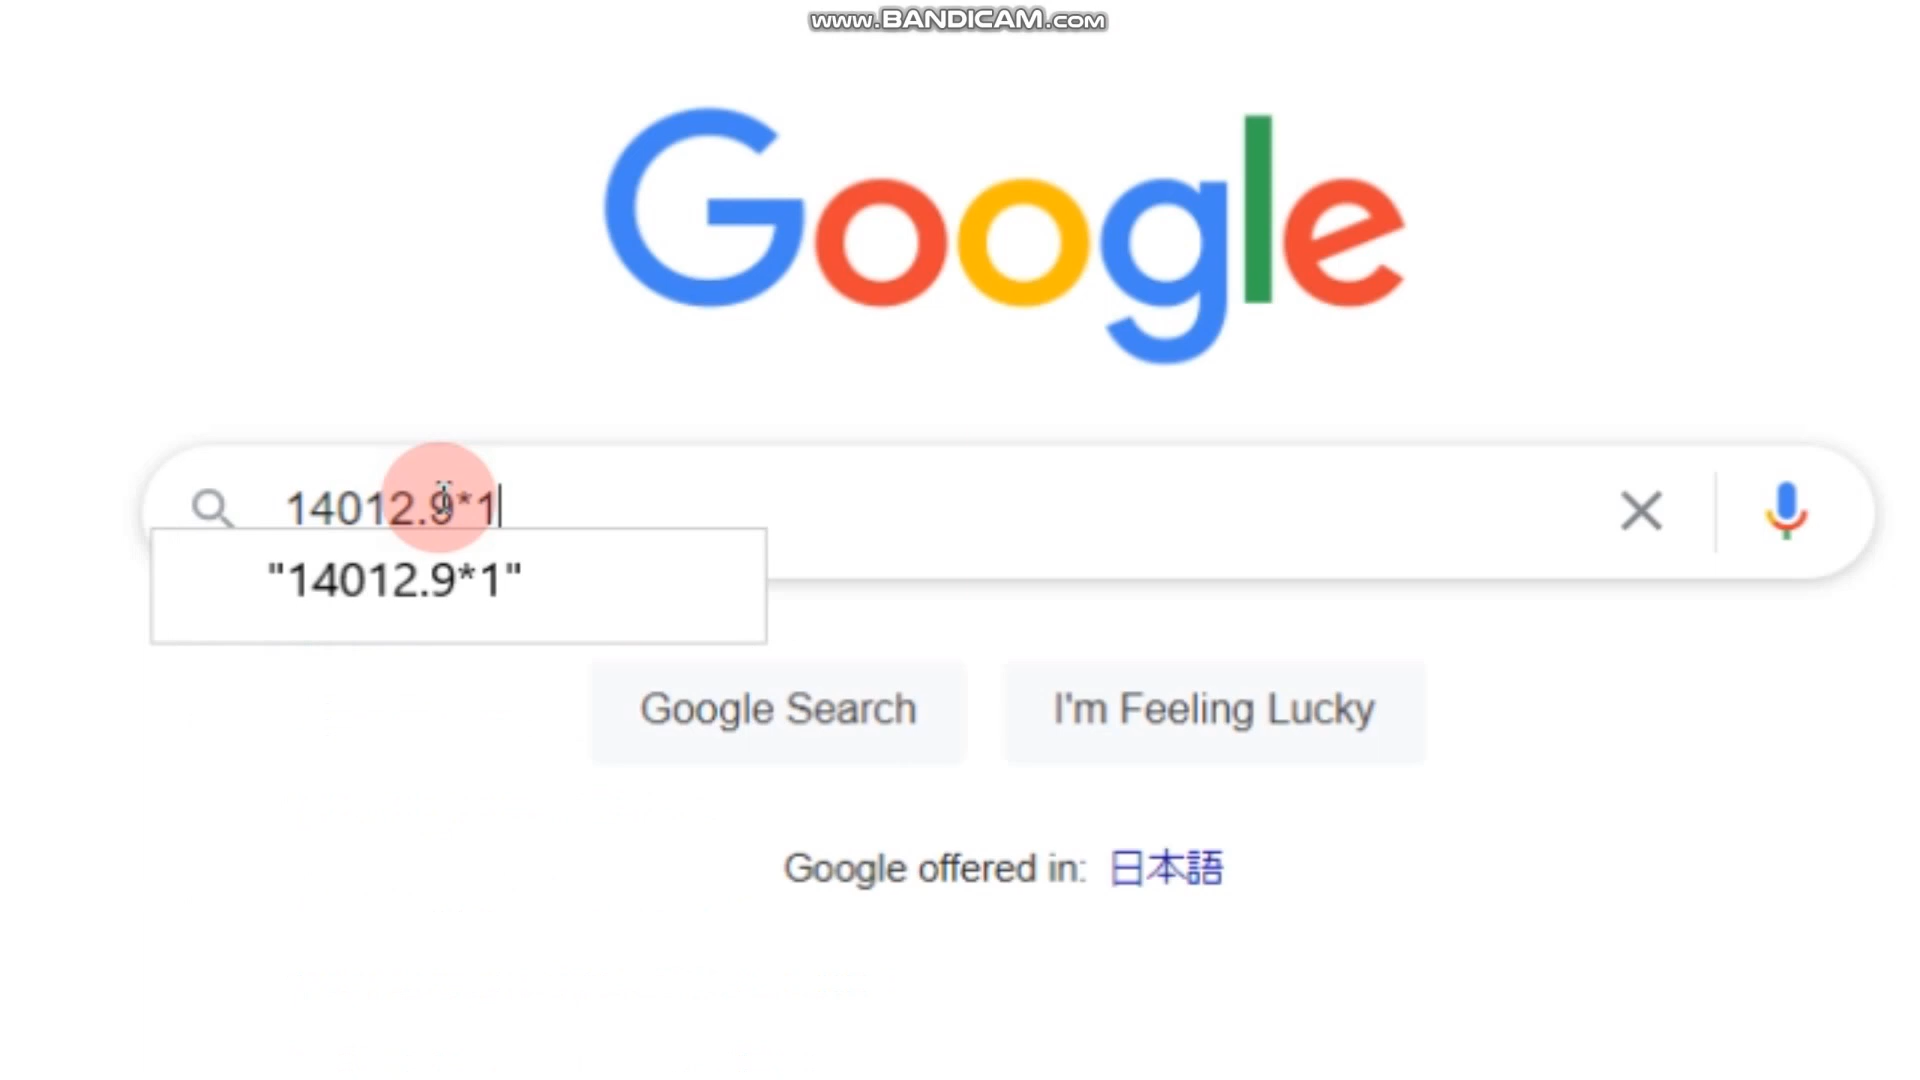 www.BANDICAM.com
Google
14012.9*1
"14012.9*1"
Google Search
I'm Feeling Lucky
Google offered in: 日本語